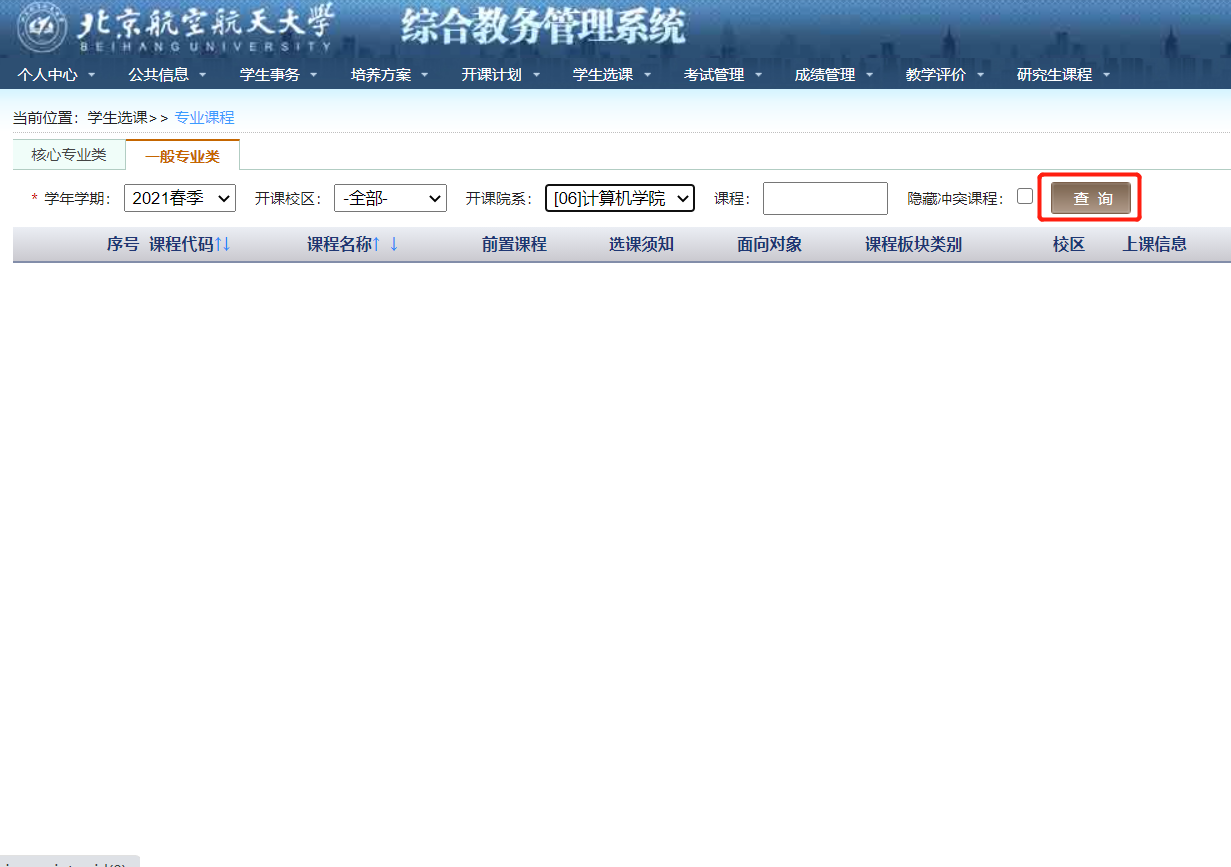 北京航空航天大学 综合教务管理系统
BEIHANG UNIVERSITY
个人中心 公共信息 学生事务 培养方案 开课计划 学生选课 考试管理 成绩管理 教学评价 研究生课程
当前位置：学生选课>> 专业课程
核心专业类 一般专业类
* 学年学期： 2021春季 开课校区： -全部- 开课院系： [06]计算机学院 课程： 隐藏冲突课程： 查 询
序号 课程代码↑↓ 课程名称↑ ↓ 前置课程 选课须知 面向对象 课程板块类别 校区 上课信息